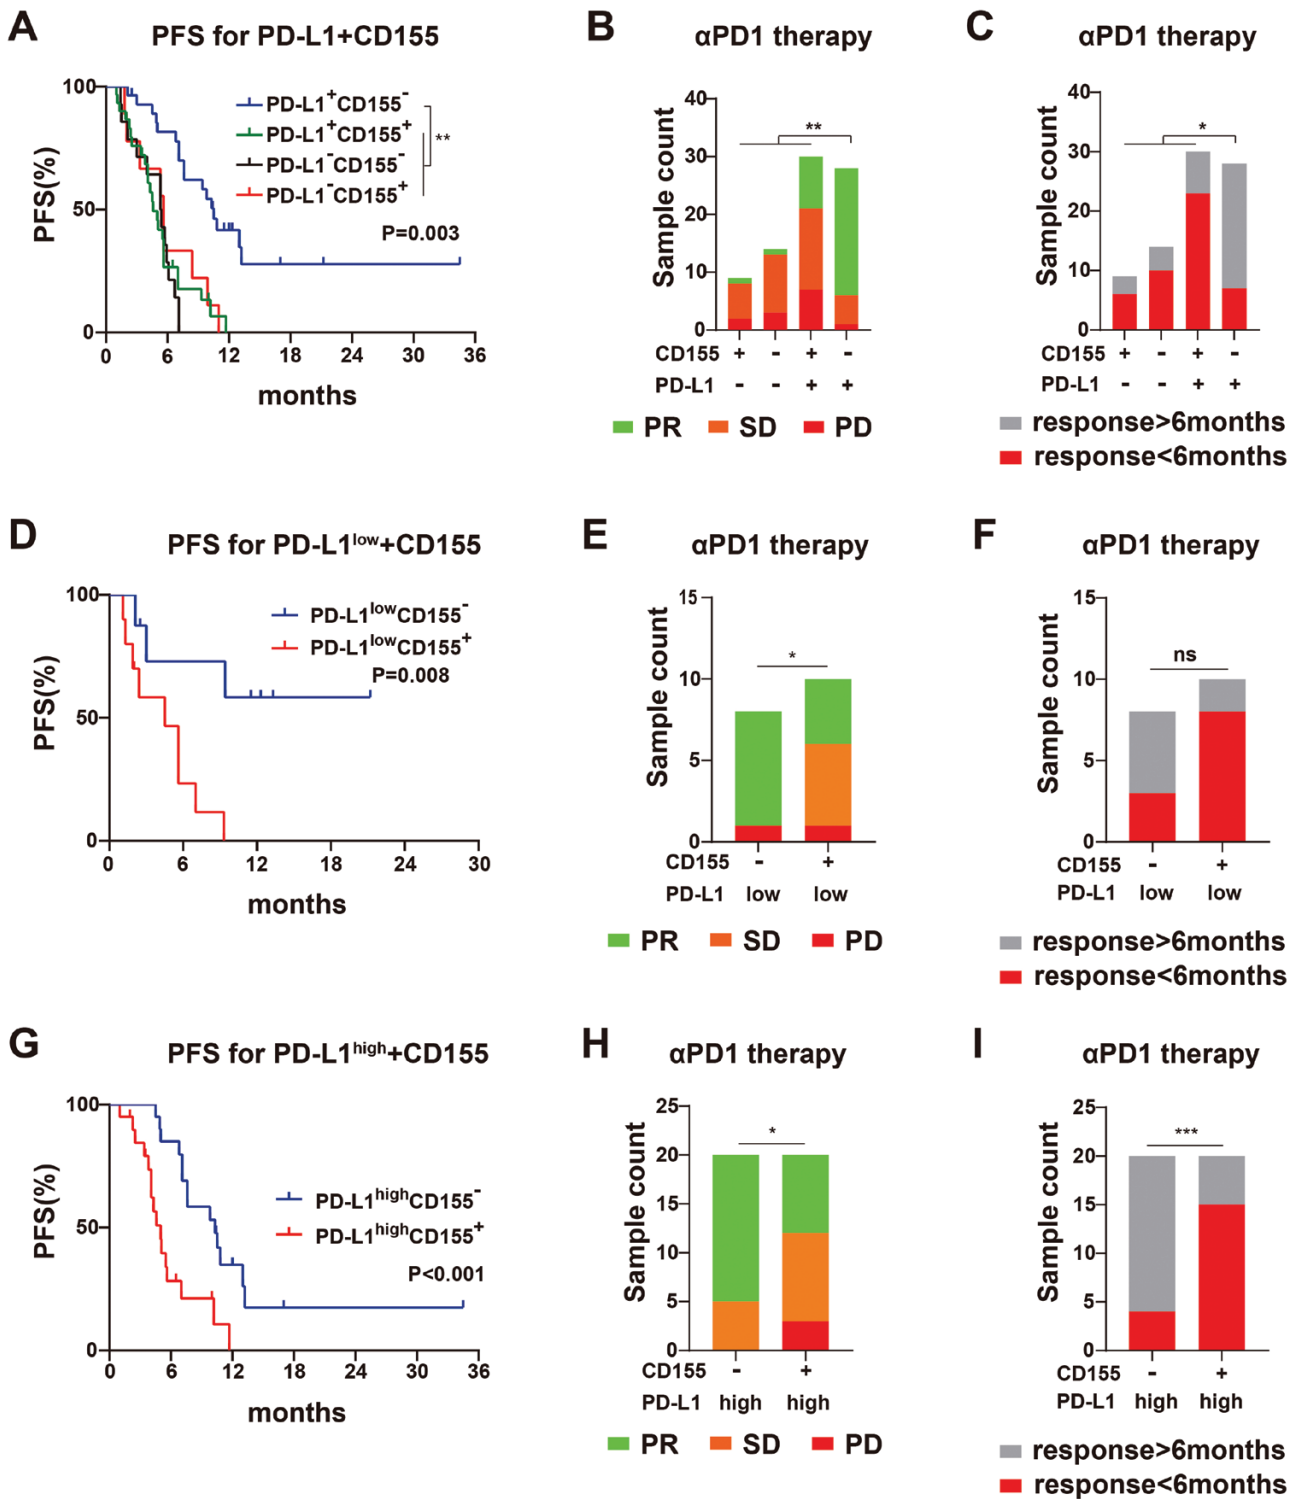 A
PFS for PD-L1+CD155
100
50
0
PFS(%)
PD-L1+CD155-
PD-L1+CD155+
PD-L1-CD155-
PD-L1-CD155+
**
P=0.003
0 6 12 18 24 30 36
months
B
αPD1 therapy
Sample count
40
30
20
10
0
**
CD155 + - + -
PD-L1 - - + +
PR SD PD
C
αPD1 therapy
Sample count
40
30
20
10
0
*
CD155 + - + -
PD-L1 - - + +
response>6months
response<6months
D
PFS for PD-L1low+CD155
100
50
0
PFS(%)
PD-L1lowCD155-
PD-L1lowCD155+
P=0.008
0 6 12 18 24 30
months
E
αPD1 therapy
Sample count
15
10
5
0
*
CD155 - +
PD-L1 low low
PR SD PD
F
αPD1 therapy
Sample count
15
10
5
0
ns
CD155 - +
PD-L1 low low
response>6months
response<6months
G
PFS for PD-L1high+CD155
100
50
0
PFS(%)
PD-L1highCD155-
PD-L1highCD155+
P<0.001
0 6 12 18 24 30 36
months
H
αPD1 therapy
Sample count
25
20
15
10
5
0
*
CD155 - +
PD-L1 high high
PR SD PD
I
αPD1 therapy
Sample count
25
20
15
10
5
0
***
CD155 - +
PD-L1 high high
response>6months
response<6months